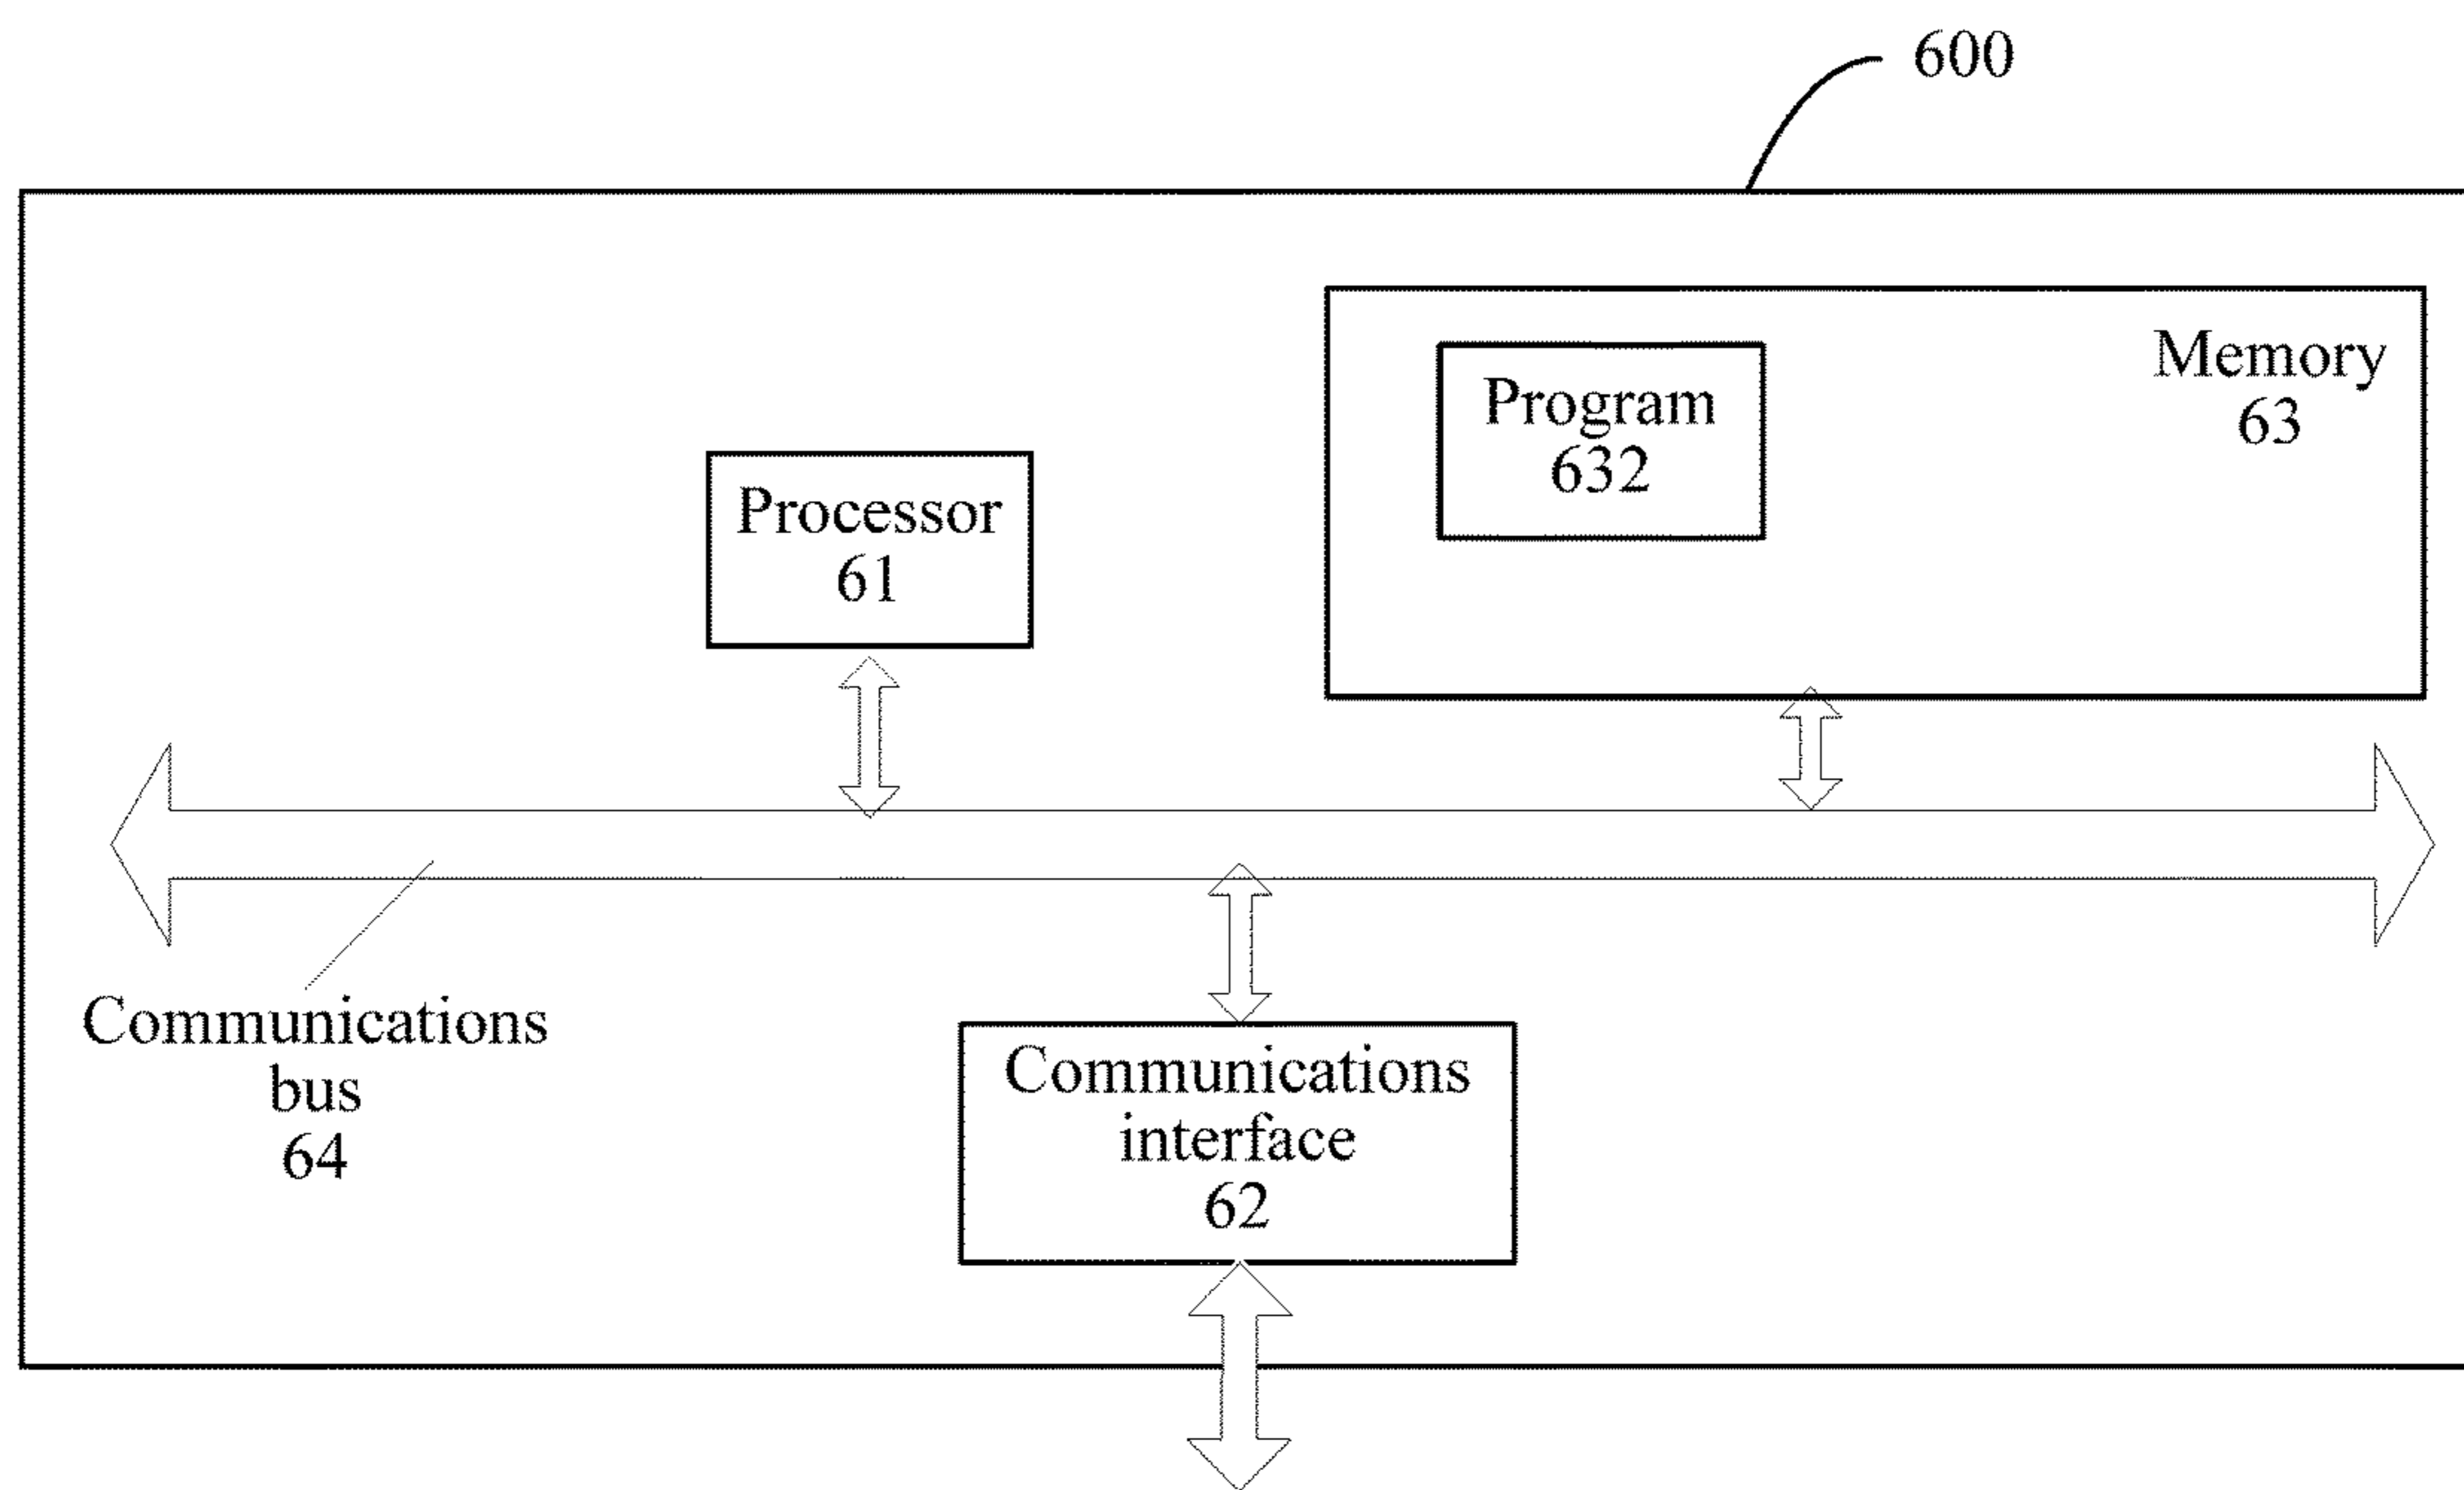 600
Memory
63
Program
632
Processor
61
Communications
bus
64
Communications
interface
62